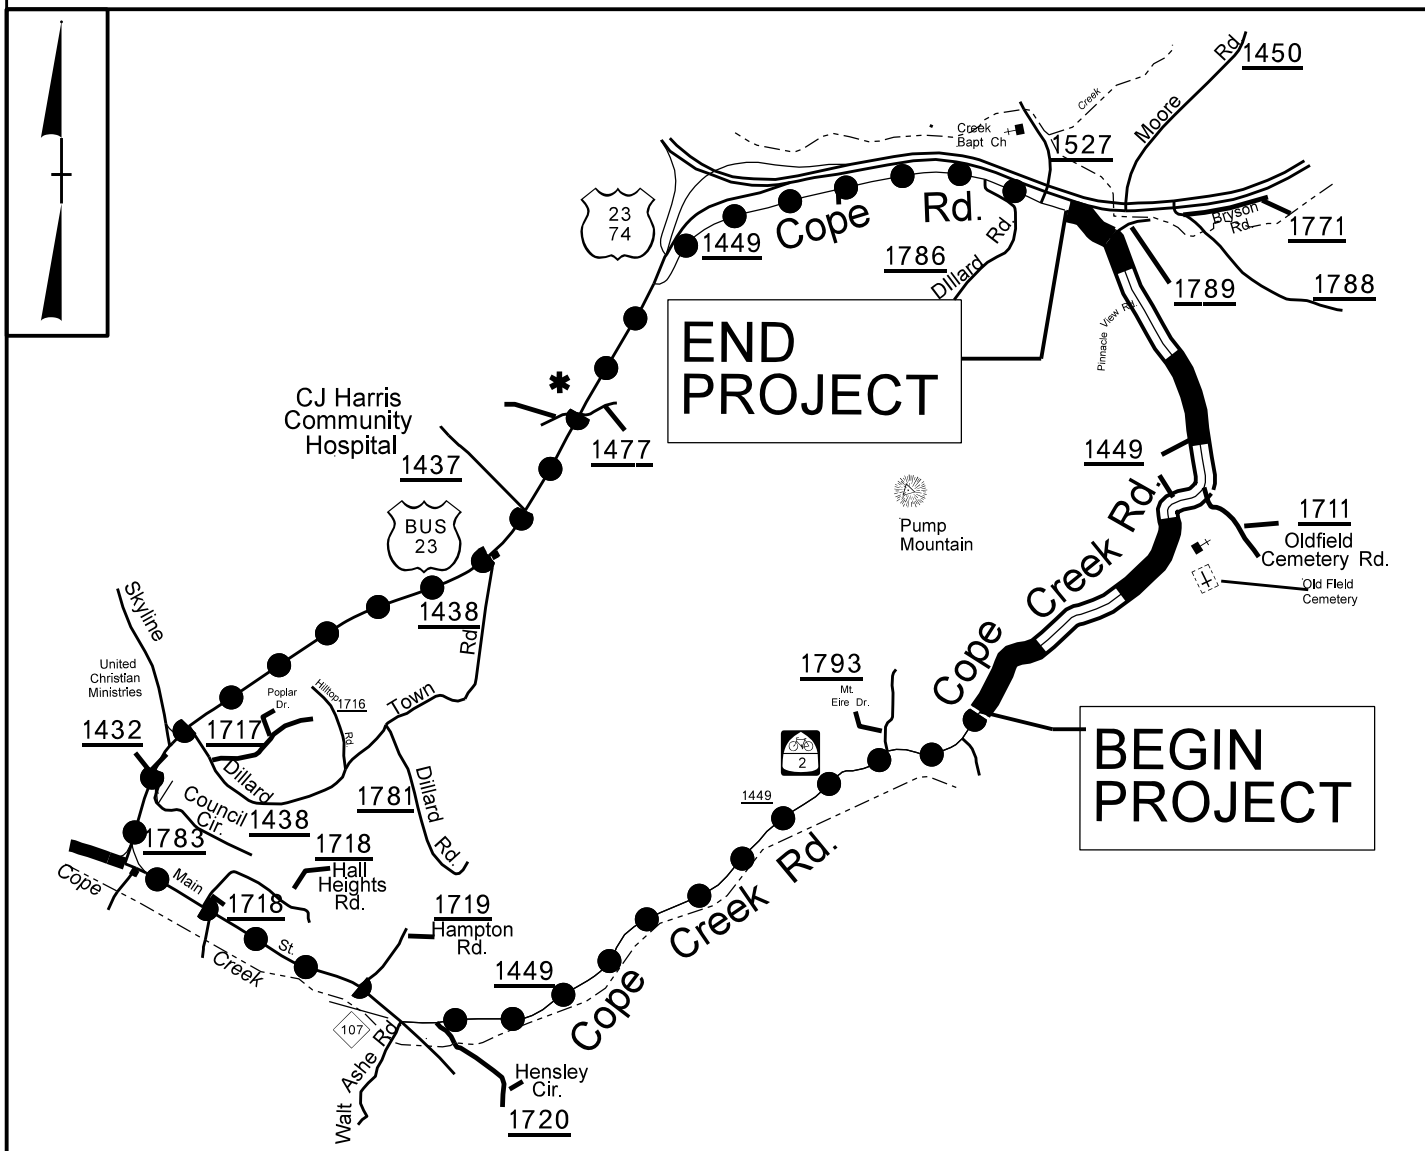 Rd.
1450
Creek
Moore
Creek
Bapt Ch
1527
23
74
1449
Cope Rd.
1786
Dillard Rd.
Bryson
Rd.
1771
1789
1788
Pinnacle View Rd.
END
PROJECT
*
CJ Harris
Community
Hospital
1437
1477
1449
BUS
23
Pump
Mountain
1711
Oldfield
Cemetery Rd.
Old Field
Cemetery
Cope Creek Rd.
Skyline
1438
United
Christian
Ministries
Poplar
Dr.
Hilltop
Rd.
1716
Town
Rd.
1793
Mt.
Eire Dr.
1432
1717
Dillard
BEGIN
PROJECT
2
1449
Council
Cir.
1438
1781
Dillard
Rd.
1783
1718
Hall
Heights
Rd.
Cope
Creek
Main
St.
1718
1719
Hampton
Rd.
1449
Cope Creek Rd.
107
Walt Ashe Rd.
Hensley
Cir.
1720